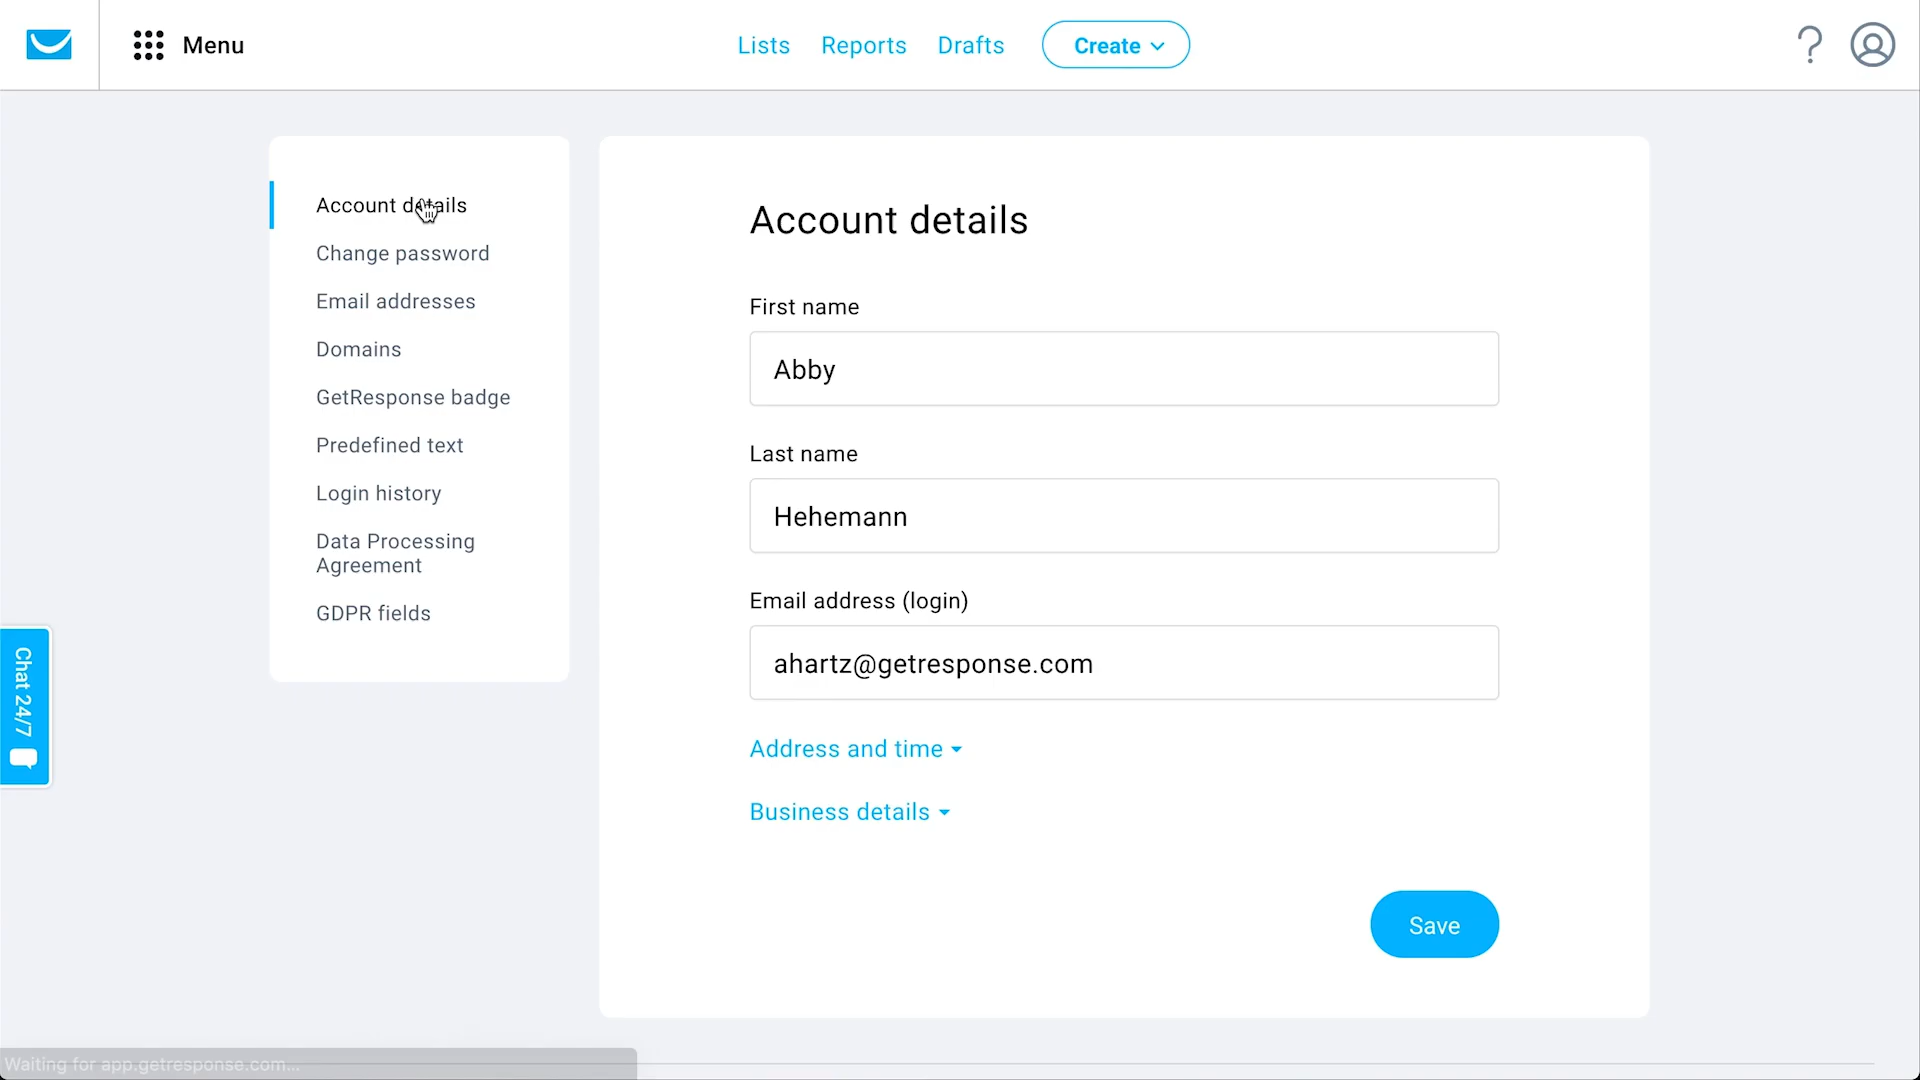 Menu
Lists
Reports
Drafts
Create
Account details
Change password
Email addresses
Domains
GetResponse badge
Predefined text
Login history
Data Processing
Agreement
GDPR fields
Chat 24/7
Account details
First name
Abby
Last name
Hehemann
Email address (login)
ahartz@getresponse.com
Address and time
Business details
Save
Waiting for app.getresponse.com...